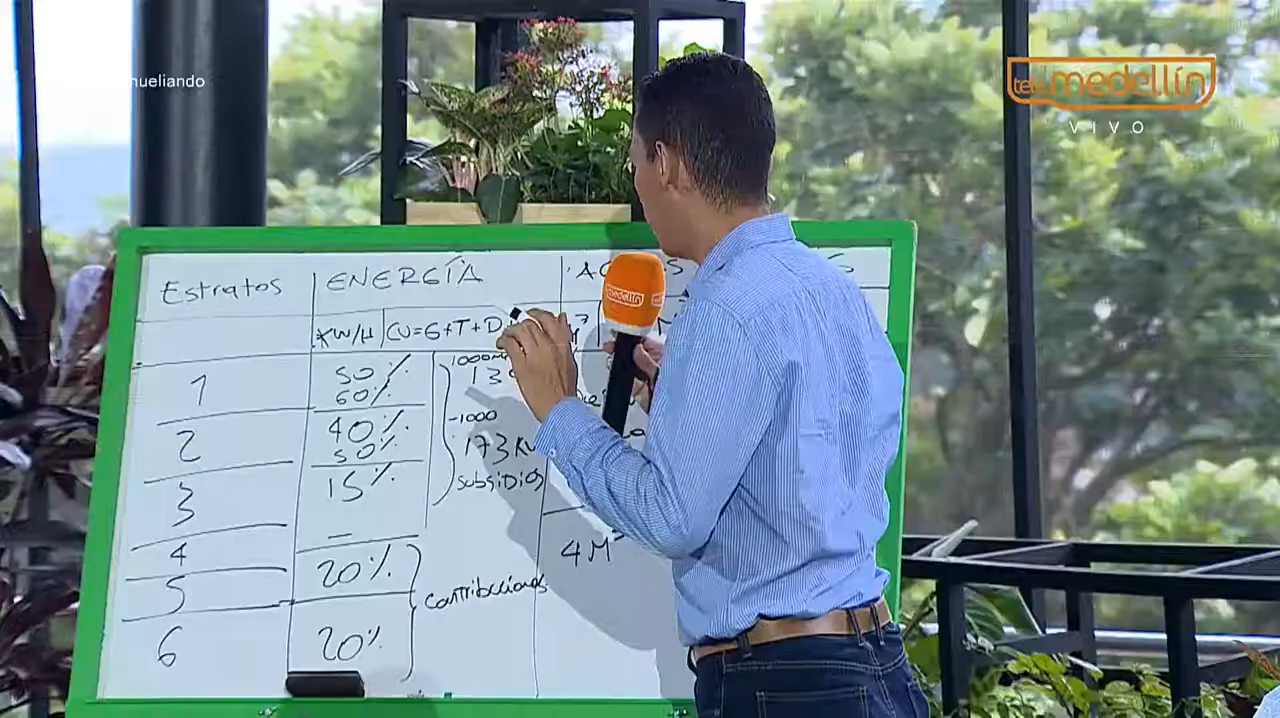 nueliando
telemedellín
VIVO
Estratos ENERGÍA
KW/H CU=G+T+D
medellín
1 50% 60%
1000
2 40% 50%
-1000
173 KW
3 15%
subsidios
4 -
4M
5 20%
contribuciones
6 20%